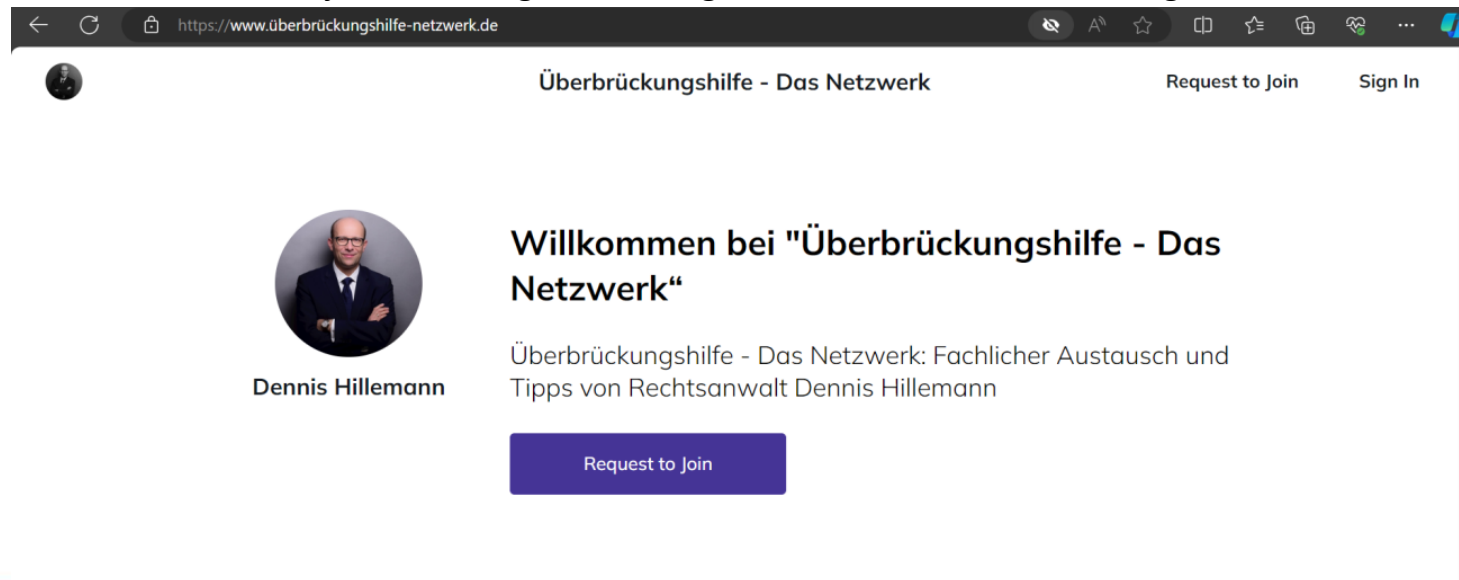 https://www.überbrückungshilfe-netzwerk.de
Überbrückungshilfe - Das Netzwerk
Request to Join
Sign In
Willkommen bei "Überbrückungshilfe - Das
Netzwerk“
Überbrückungshilfe - Das Netzwerk: Fachlicher Austausch und
Tipps von Rechtsanwalt Dennis Hillemann
Dennis Hillemann
Request to Join